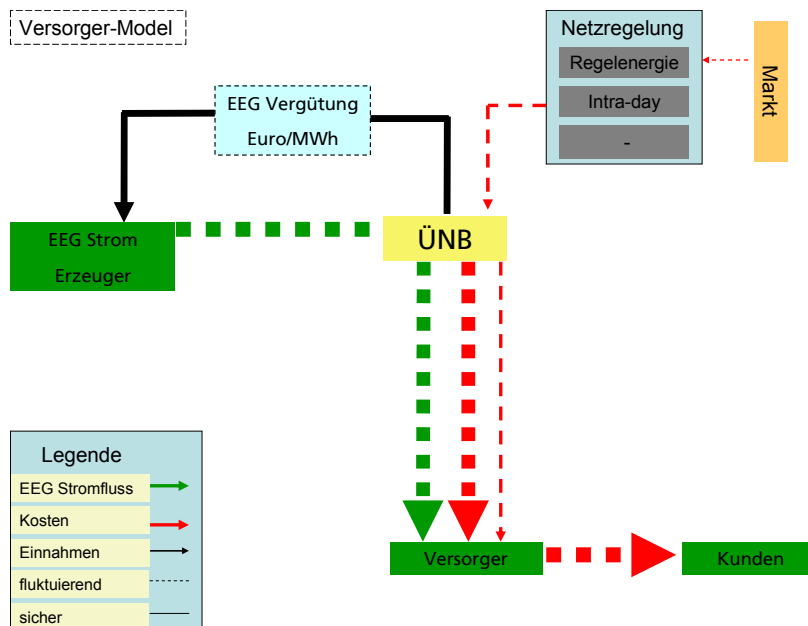 Versorger-Model
Netzregelung
Regelenergie
Intra-day
-
Markt
EEG Vergütung
Euro/MWh
EEG Strom
Erzeuger
ÜNB
Legende
EEG Stromfluss
Kosten
Einnahmen
fluktuierend
sicher
Versorger
Kunden